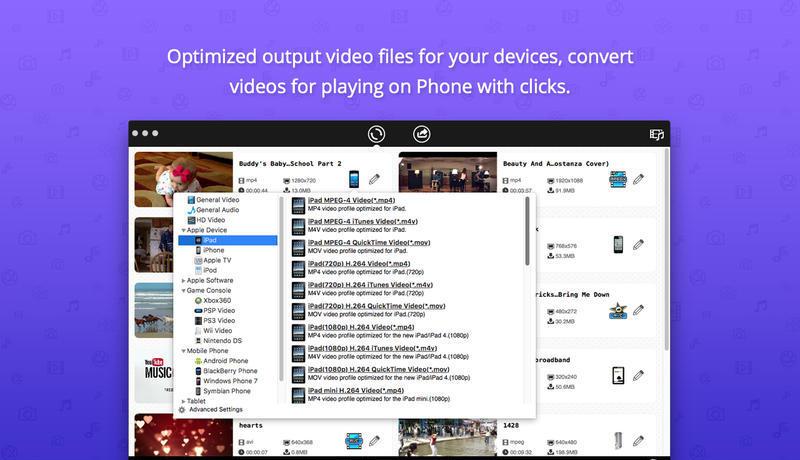 Optimized output video files for your devices, convert
videos for playing on Phone with clicks.
Buddy's Baby…School Part 2
mp4 1280x720
00:00:44 13.0MB
Beauty And A…ostanza Cover)
mp4 1920x1088
00:03:57 91.9MB
General Video
General Audio
HD Video
Apple Device
iPad
iPhone
Apple TV
iPod
Apple Software
Game Console
Xbox360
PSP Video
PS3 Video
Wii Video
Nintendo DS
Mobile Phone
Android Phone
BlackBerry Phone
Windows Phone 7
Symbian Phone
Tablet
Advanced Settings
iPad MPEG-4 Video(*.mp4)
MP4 video profile optimized for iPad.
iPad MPEG-4 iTunes Video(*.m4v)
M4V video profile optimized for iPad.
iPad MPEG-4 QuickTime Video(*.mov)
MOV video profile optimized for iPad.
iPad(720p) H.264 Video(*.mp4)
MP4 video profile optimized for iPad.(720p)
iPad(720p) H.264 iTunes Video(*.m4v)
M4V video profile optimized for iPad.(720p)
iPad(720p) H.264 QuickTime Video(*.mov)
MOV video profile optimized for iPad.(720p)
iPad(1080p) H.264 Video(*.mp4)
MP4 video profile optimized for the new iPad/iPad 4.(1080p)
iPad(1080p) H.264 iTunes Video(*.m4v)
M4V video profile optimized for the new iPad/iPad 4.(1080p)
iPad(1080p) H.264 QuickTime Video(*.mov)
MOV video profile optimized for the new iPad/iPad 4.(1080p)
iPad mini H.264 Video(*.mp4)
MP4 video profile optimized for the iPad mini.(1080p)
k
768x576
53.3MB
ricks…Bring Me Down
480x272
30.2MB
YouTube
MUSIC
broadband
320x240
50.6MB
hearts
avi 640x368
00:00:07 0.8MB
1428
mpeg 640x480
00:09:32 198.9MB